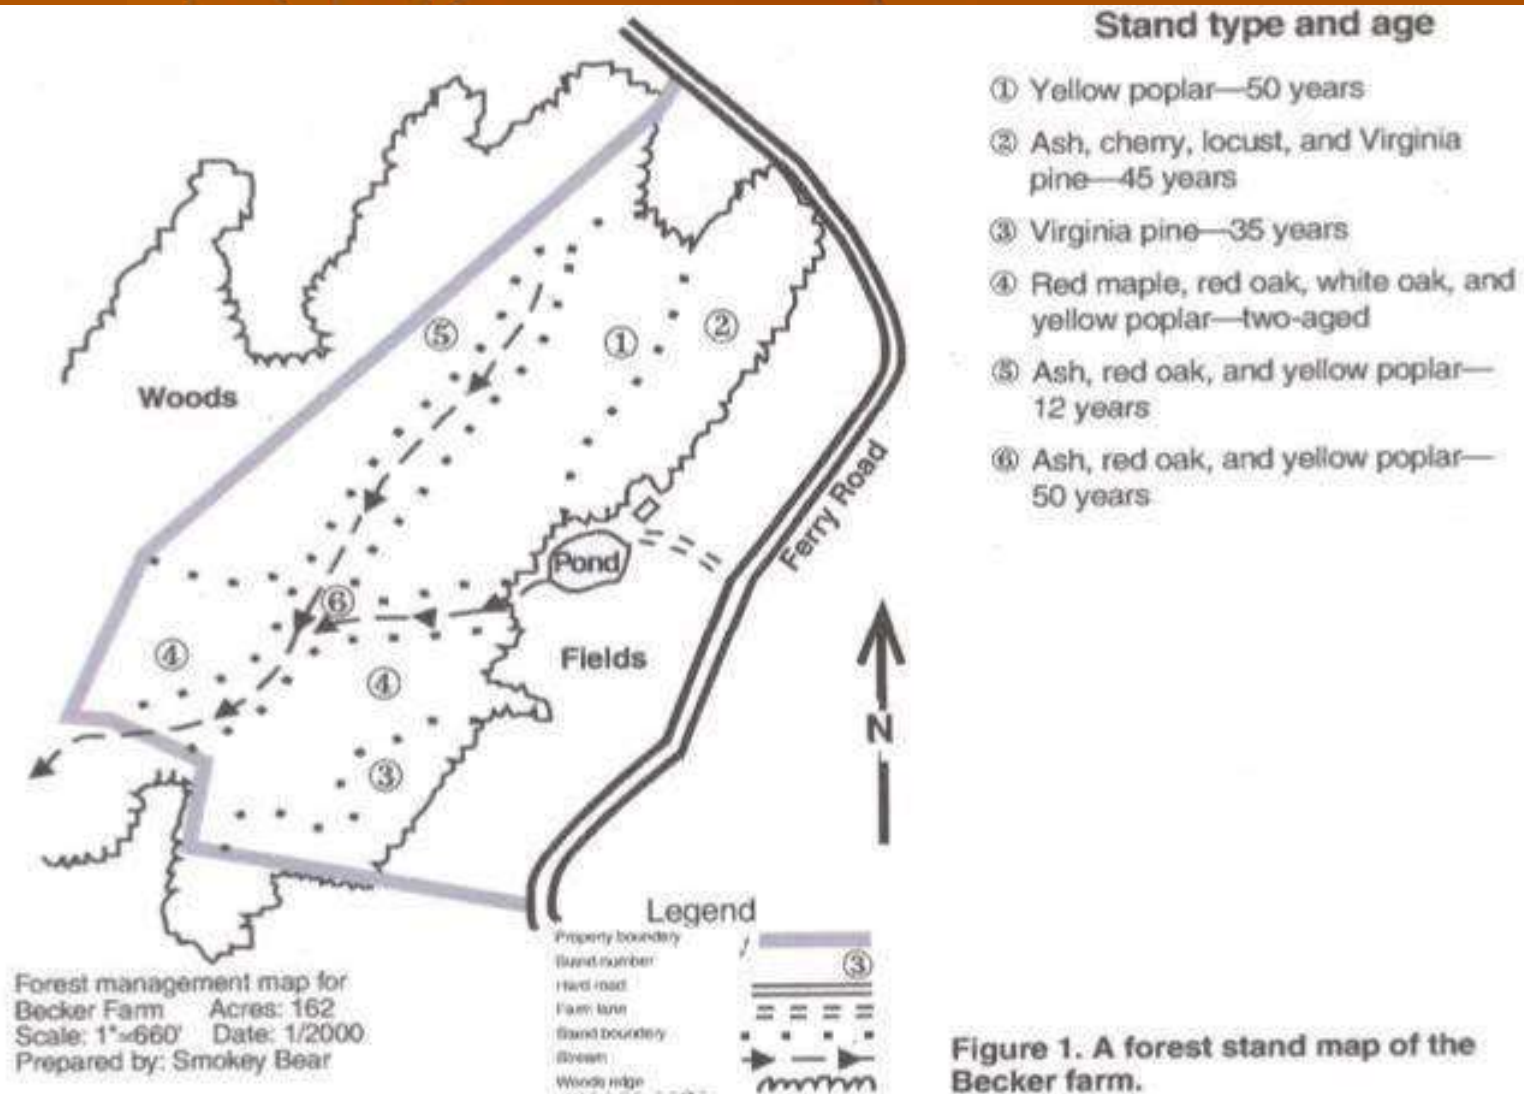 Stand type and age
① Yellow poplar—50 years
② Ash, cherry, locust, and Virginia
pine—45 years
③ Virginia pine—35 years
④ Red maple, red oak, white oak, and
yellow poplar—two-aged
⑤ Ash, red oak, and yellow poplar—
12 years
⑥ Ash, red oak, and yellow poplar—
50 years
⑤
①
②
Woods
Ferry Road
Pond
⑥
④
④
Fields
③
N
Legend
Property boundary
Stand number
③
Hard road
Farm lane
Stand boundary
Stream
Woods edge
Forest management map for
Becker Farm Acres: 162
Scale: 1"=660' Date: 1/2000
Prepared by: Smokey Bear
Figure 1. A forest stand map of the
Becker farm.